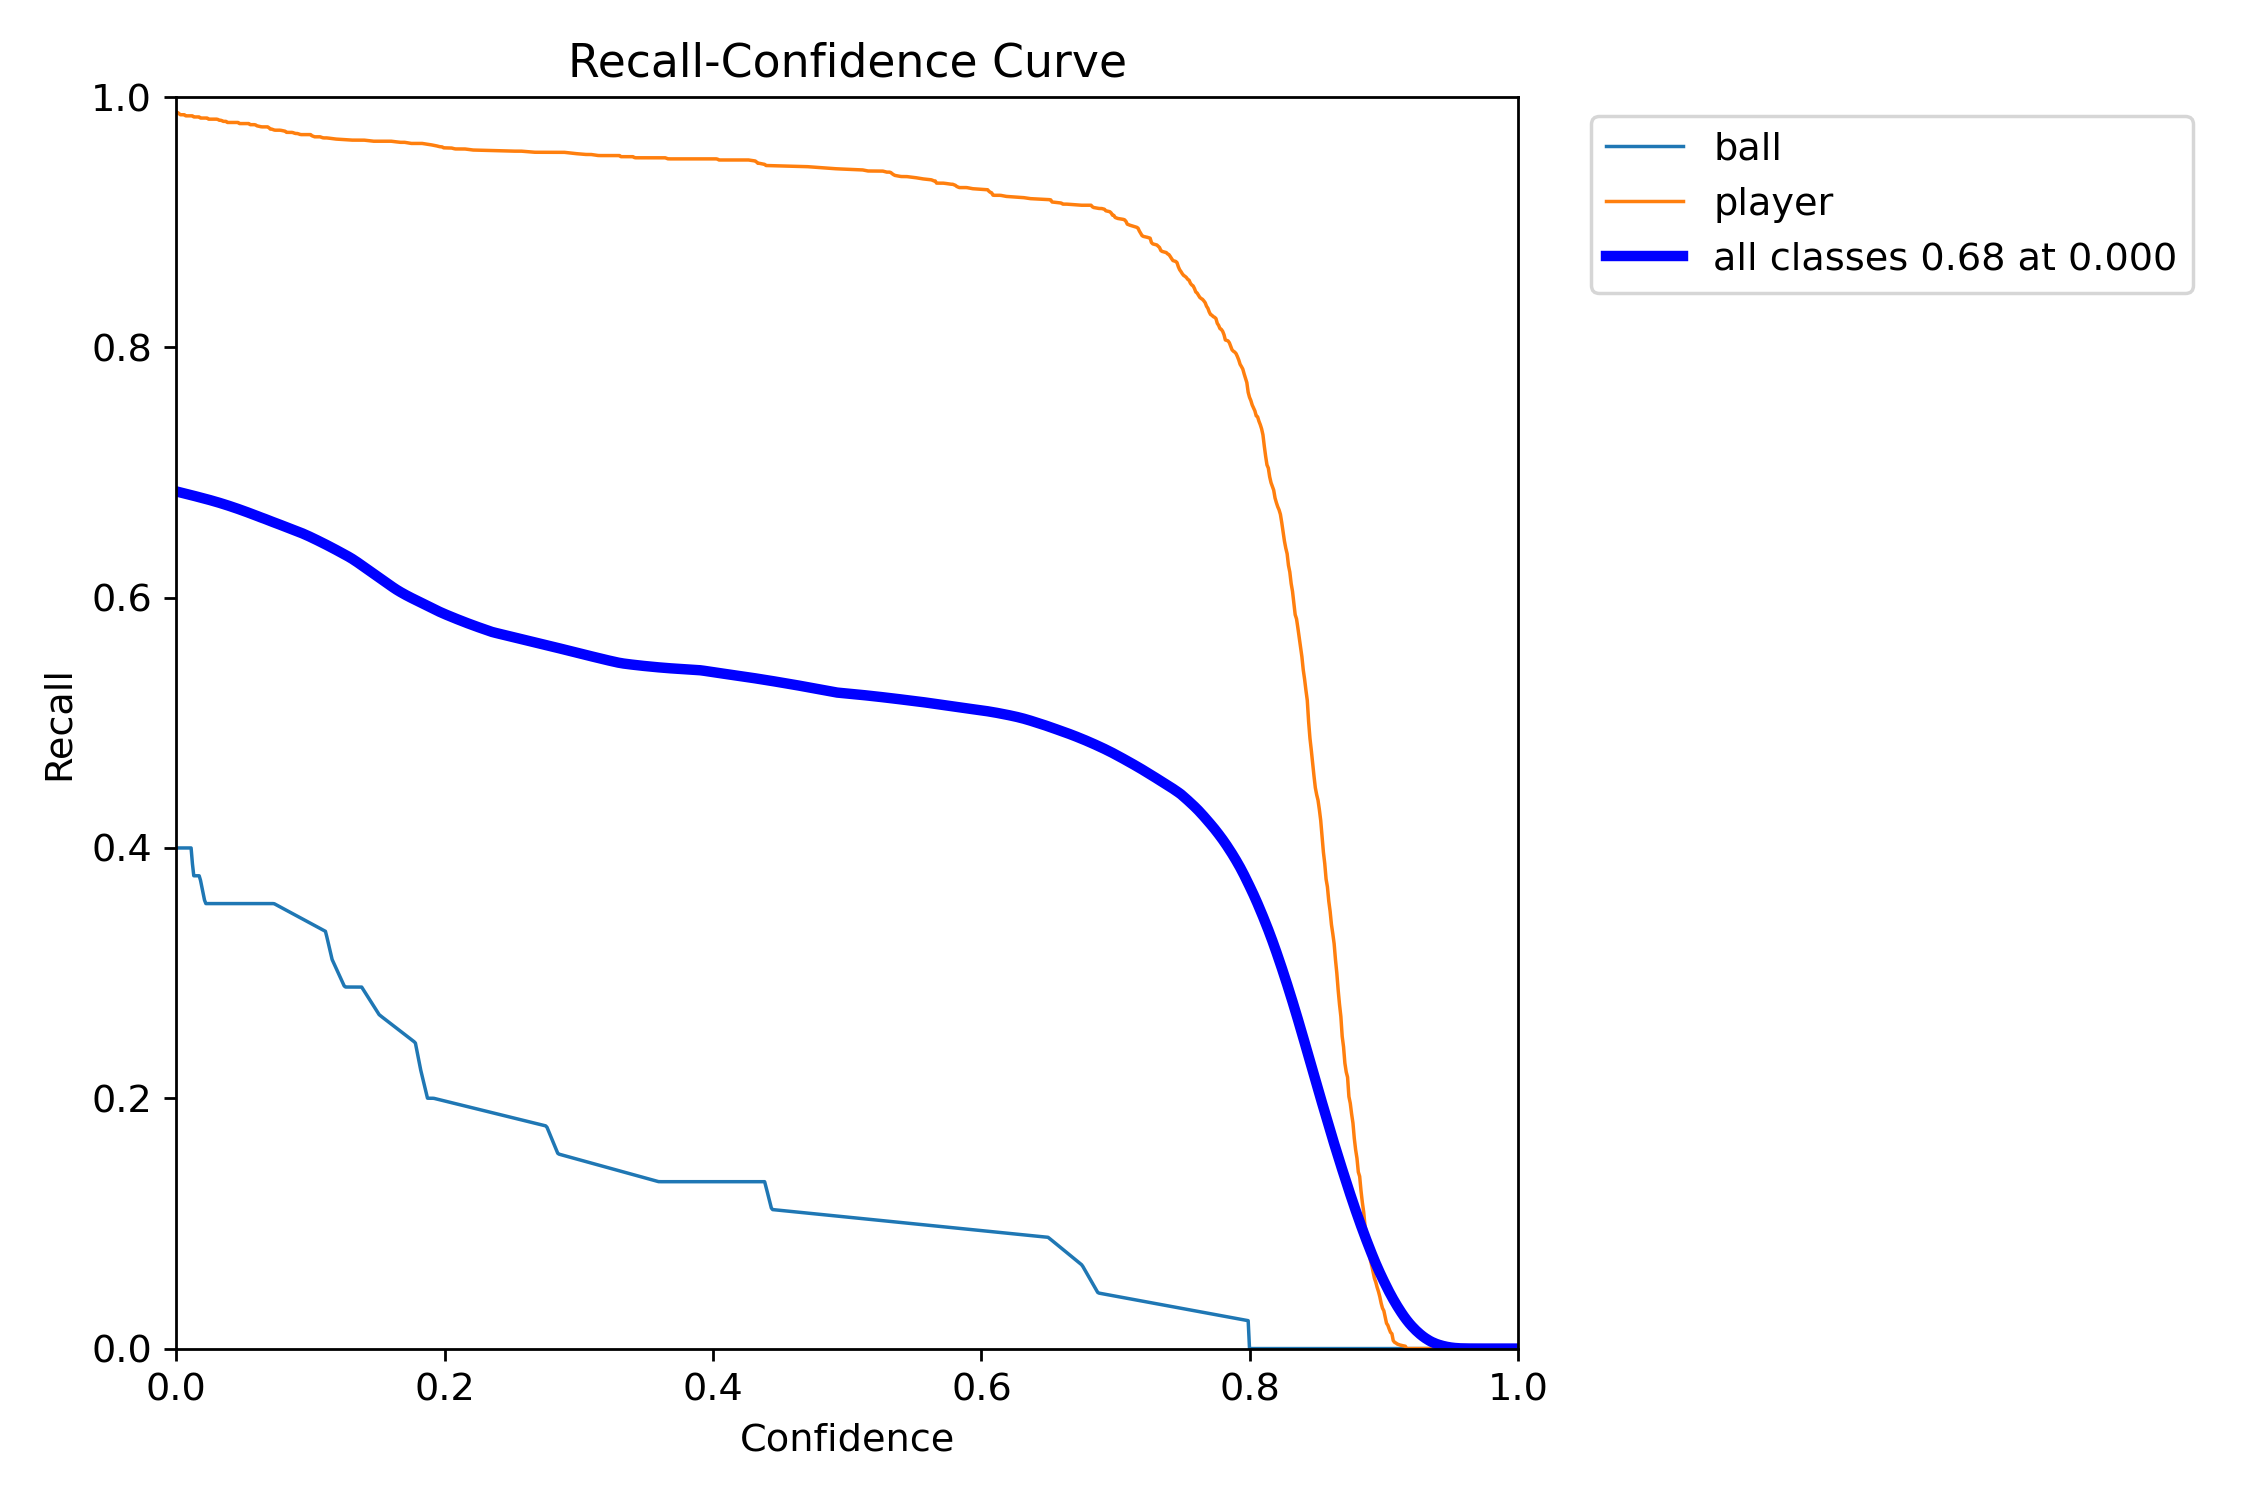 Recall-Confidence Curve
1.0
0.8
0.6
0.4
0.2
0.0
Recall
0.0 0.2 0.4 0.6 0.8 1.0
Confidence
ball
player
all classes 0.68 at 0.000